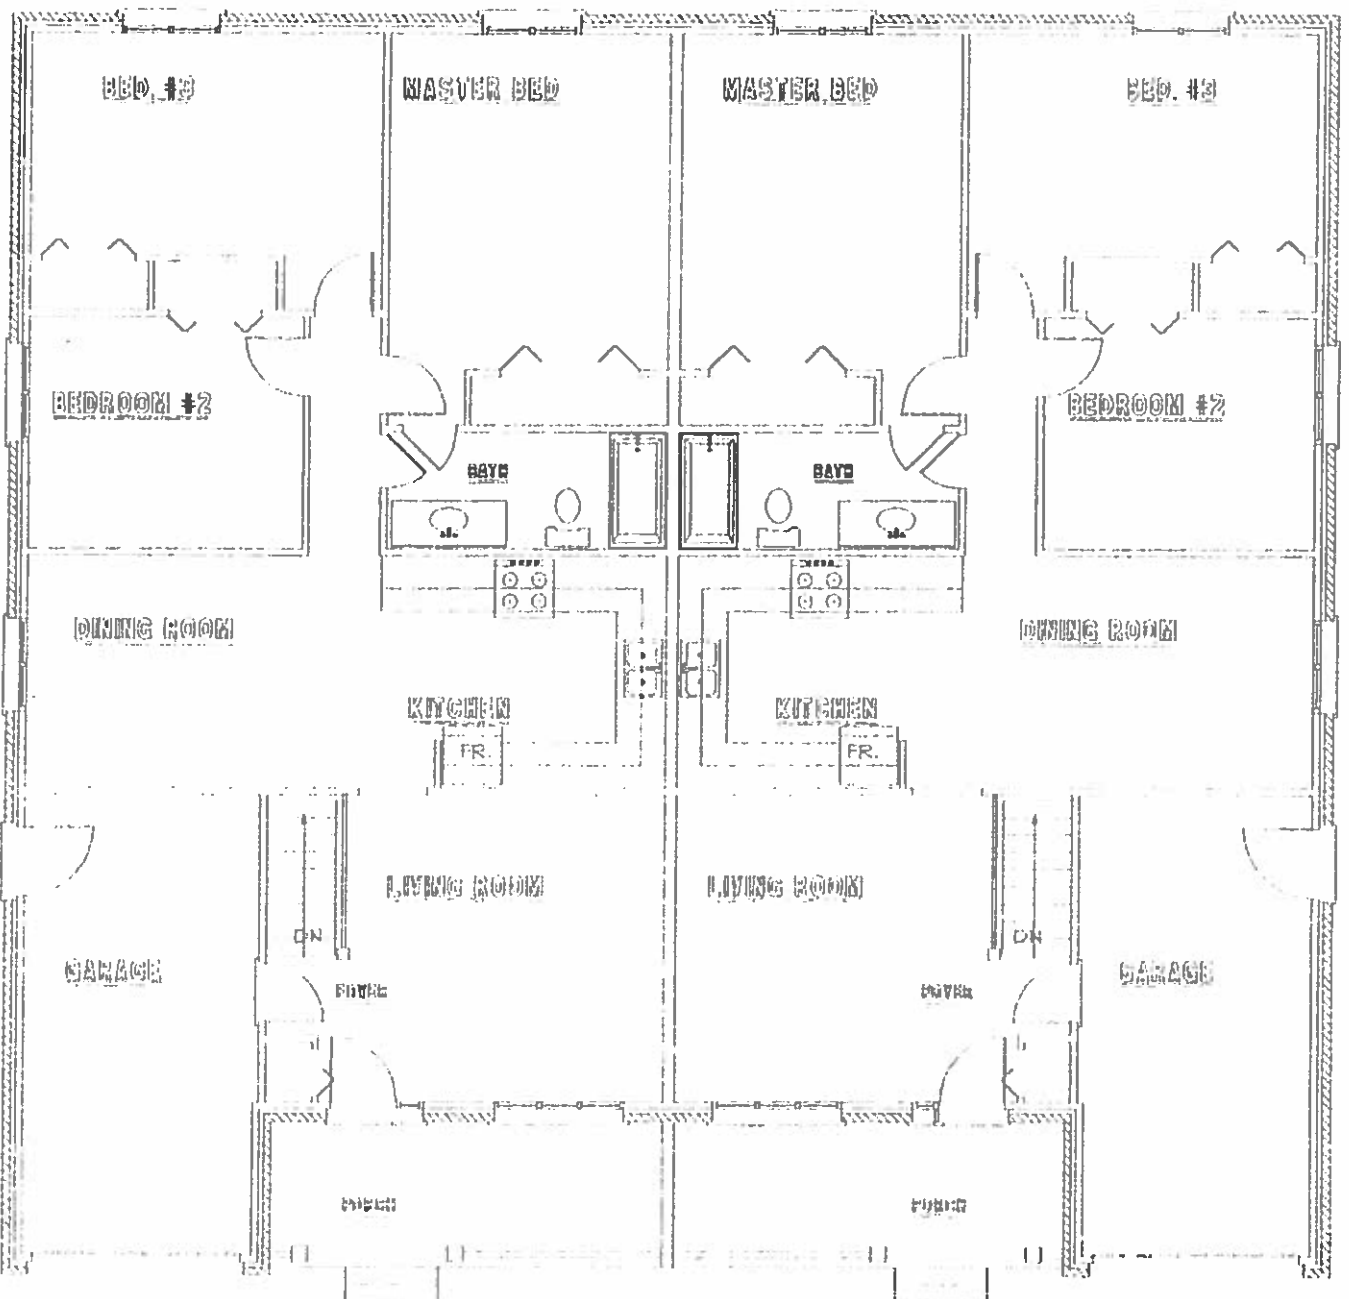 BED. #3
MASTER BED
MASTER BED
BED. #3
BEDROOM #2
BEDROOM #2
BATH
BATH
DINING ROOM
DINING ROOM
KITCHEN
KITCHEN
FR.
FR.
LIVING ROOM
LIVING ROOM
DN
DN
GARAGE
GARAGE
FOYER
FOYER
PORCH
PORCH